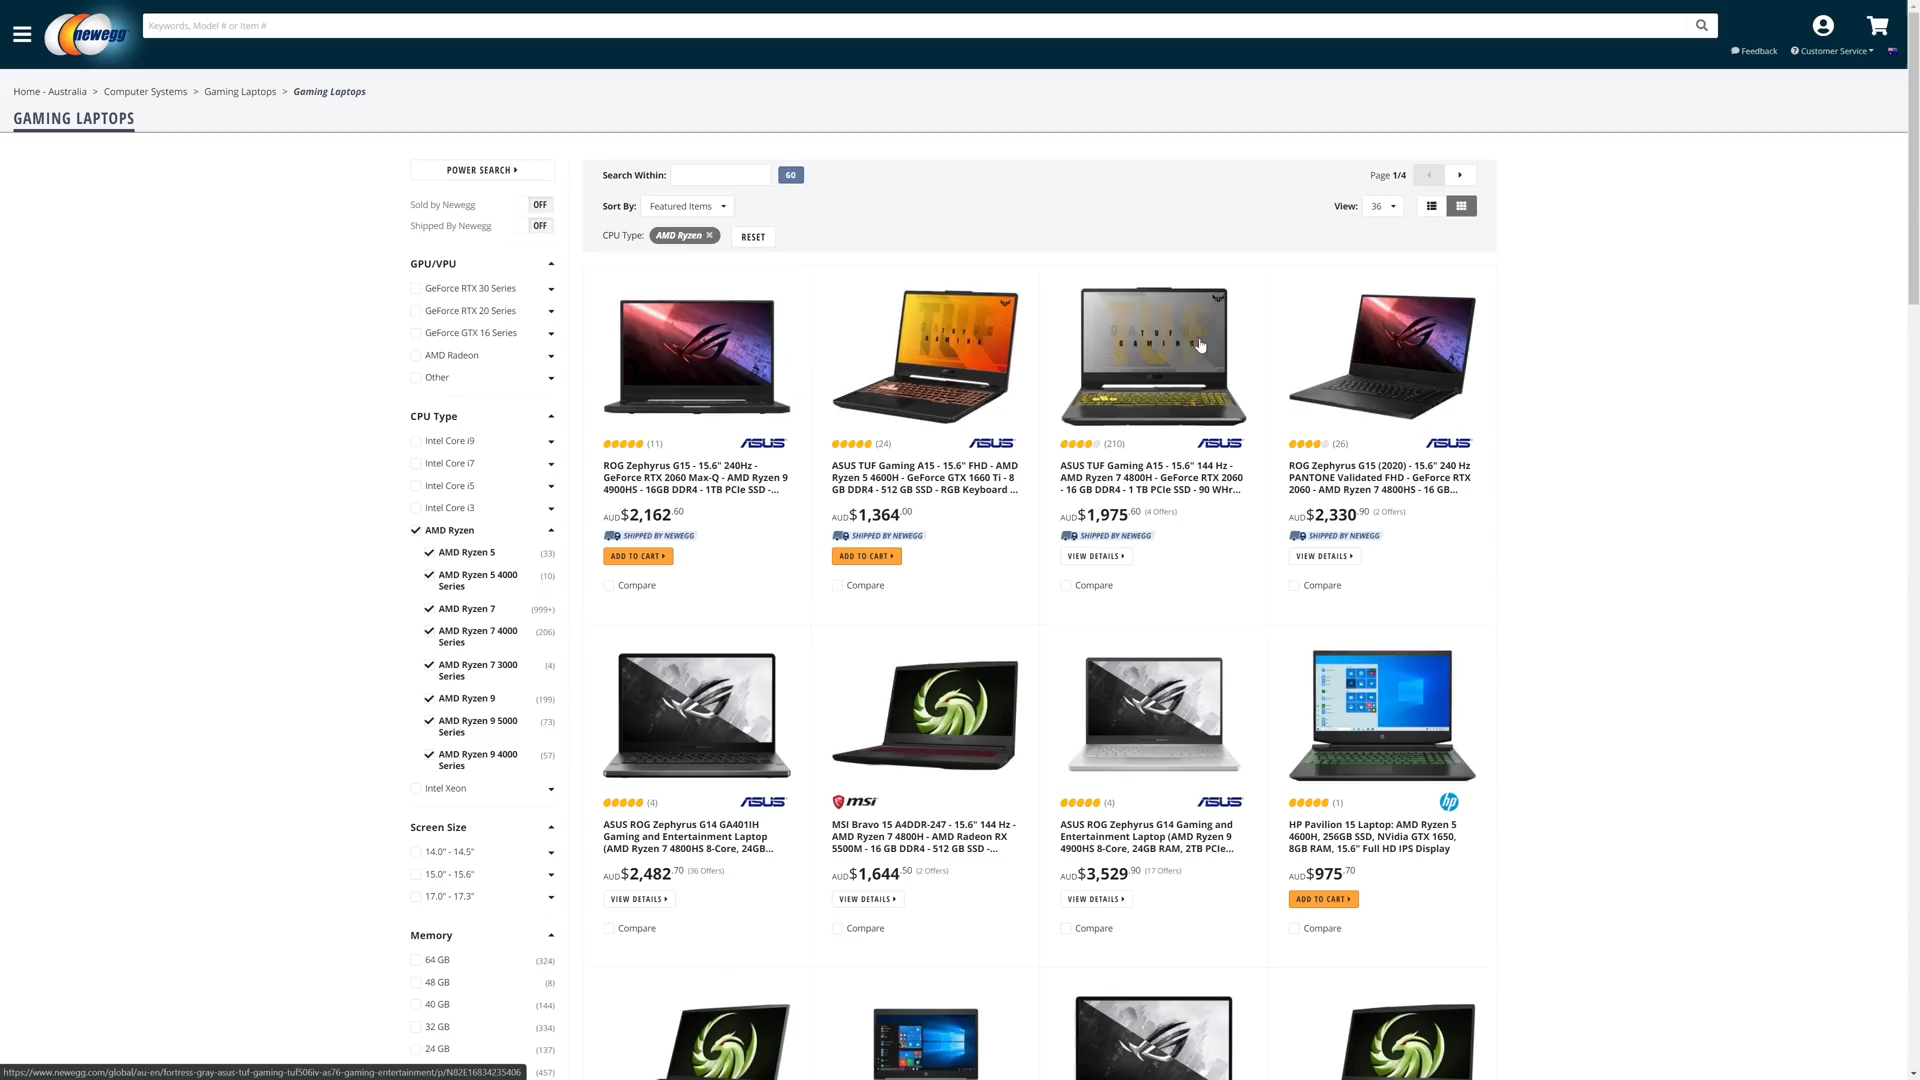 newegg
Keywords, Model # or Item #
Feedback
Customer Service
Home - Australia > Computer Systems > Gaming Laptops > Gaming Laptops
GAMING LAPTOPS
POWER SEARCH
Sold by Newegg OFF
Shipped By Newegg OFF
GPU/VPU
GeForce RTX 30 Series
GeForce RTX 20 Series
GeForce GTX 16 Series
AMD Radeon
Other
CPU Type
Intel Core i9
Intel Core i7
Intel Core i5
Intel Core i3
AMD Ryzen
AMD Ryzen 5 (33)
AMD Ryzen 5 4000 (10)
Series
AMD Ryzen 7 (999+)
AMD Ryzen 7 4000 (206)
Series
AMD Ryzen 7 3000 (4)
Series
AMD Ryzen 9 (199)
AMD Ryzen 9 5000 (73)
Series
AMD Ryzen 9 4000 (57)
Series
Intel Xeon
Screen Size
14.0" - 14.5"
15.0" - 15.6"
17.0" - 17.3"
Memory
64 GB (324)
48 GB (8)
40 GB (144)
32 GB (334)
24 GB (137)
(457)
Search Within: GO
Page 1/4
Sort By: Featured Items
View: 36
CPU Type: AMD Ryzen RESET
(11) ASUS
ROG Zephyrus G15 - 15.6" 240Hz -
GeForce RTX 2060 Max-Q - AMD Ryzen 9
4900HS - 16GB DDR4 - 1TB PCIe SSD -...
AUD$2,162.60
SHIPPED BY NEWEGG
ADD TO CART
Compare
TUF
TUF
GAMING
(24) ASUS
ASUS TUF Gaming A15 - 15.6" FHD - AMD
Ryzen 5 4600H - GeForce GTX 1660 Ti - 8
GB DDR4 - 512 GB SSD - RGB Keyboard ...
AUD$1,364.00
SHIPPED BY NEWEGG
ADD TO CART
Compare
TUF
GAMING
(210) ASUS
ASUS TUF Gaming A15 - 15.6" 144 Hz -
AMD Ryzen 7 4800H - GeForce RTX 2060
- 16 GB DDR4 - 1 TB PCIe SSD - 90 WHr...
AUD$1,975.60 (4 Offers)
SHIPPED BY NEWEGG
VIEW DETAILS
Compare
(26) ASUS
ROG Zephyrus G15 (2020) - 15.6" 240 Hz
PANTONE Validated FHD - GeForce RTX
2060 - AMD Ryzen 7 4800HS - 16 GB...
AUD$2,330.90 (2 Offers)
SHIPPED BY NEWEGG
VIEW DETAILS
Compare
(4) ASUS
ASUS ROG Zephyrus G14 GA401IH
Gaming and Entertainment Laptop
(AMD Ryzen 7 4800HS 8-Core, 24GB...
AUD$2,482.70 (36 Offers)
VIEW DETAILS
Compare
msi
MSI Bravo 15 A4DDR-247 - 15.6" 144 Hz -
AMD Ryzen 7 4800H - AMD Radeon RX
5500M - 16 GB DDR4 - 512 GB SSD -...
AUD$1,644.50 (2 Offers)
VIEW DETAILS
Compare
(4) ASUS
ASUS ROG Zephyrus G14 Gaming and
Entertainment Laptop (AMD Ryzen 9
4900HS 8-Core, 24GB RAM, 2TB PCIe...
AUD$3,529.90 (17 Offers)
VIEW DETAILS
Compare
(1) hp
HP Pavilion 15 Laptop: AMD Ryzen 5
4600H, 256GB SSD, NVidia GTX 1650,
8GB RAM, 15.6" Full HD IPS Display
AUD$975.70
ADD TO CART
Compare
https://www.newegg.com/global/au-en/fortress-gray-asus-tuf-gaming-tuf506iv-as76-gaming-entertainment/p/N82E16834235406